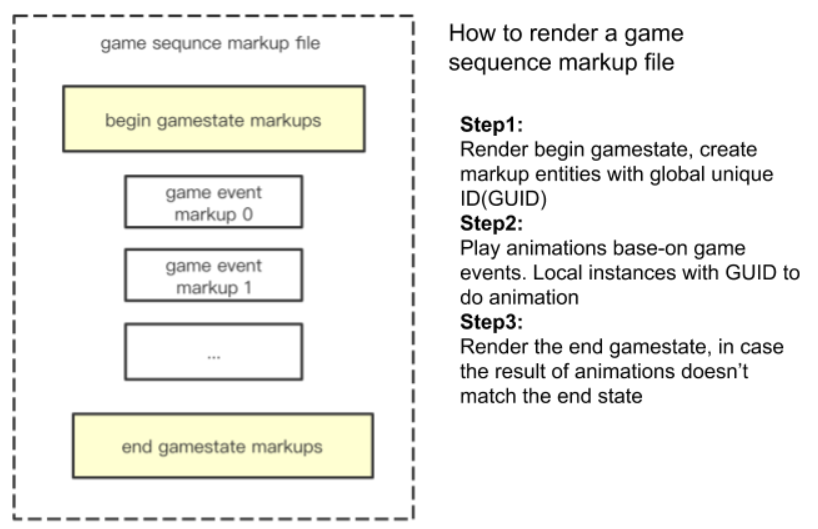 game sequnce markup file
begin gamestate markups
game event
markup 0
game event
markup 1
...
end gamestate markups
How to render a game
sequence markup file
Step1:
Render begin gamestate, create
markup entities with global unique
ID(GUID)
Step2:
Play animations base-on game
events. Local instances with GUID to
do animation
Step3:
Render the end gamestate, in case
the result of animations doesn't
match the end state